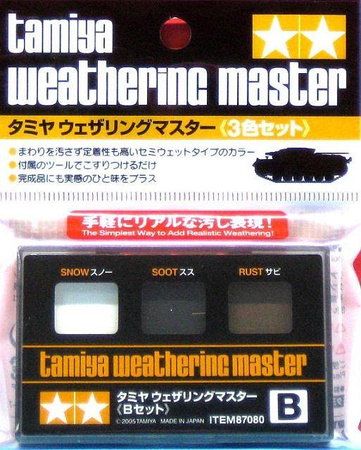 tamiya
weathering master
タミヤ ウェザリングマスター《3色セット》
● まわりを汚さず定着性も高いセミウェットタイプのカラー
● 付属のツールでこすりつけるだけ
● 完成品にも実感のひと味をプラス
手軽にリアルな汚し表現!
The Simplest Way to Add Realistic Weathering!
SNOW スノー SOOT スス RUST サビ
tamiya weathering master
タミヤ ウェザリングマスター
《Bセット》
B
© 2005 TAMIYA MADE IN JAPAN ITEM87080